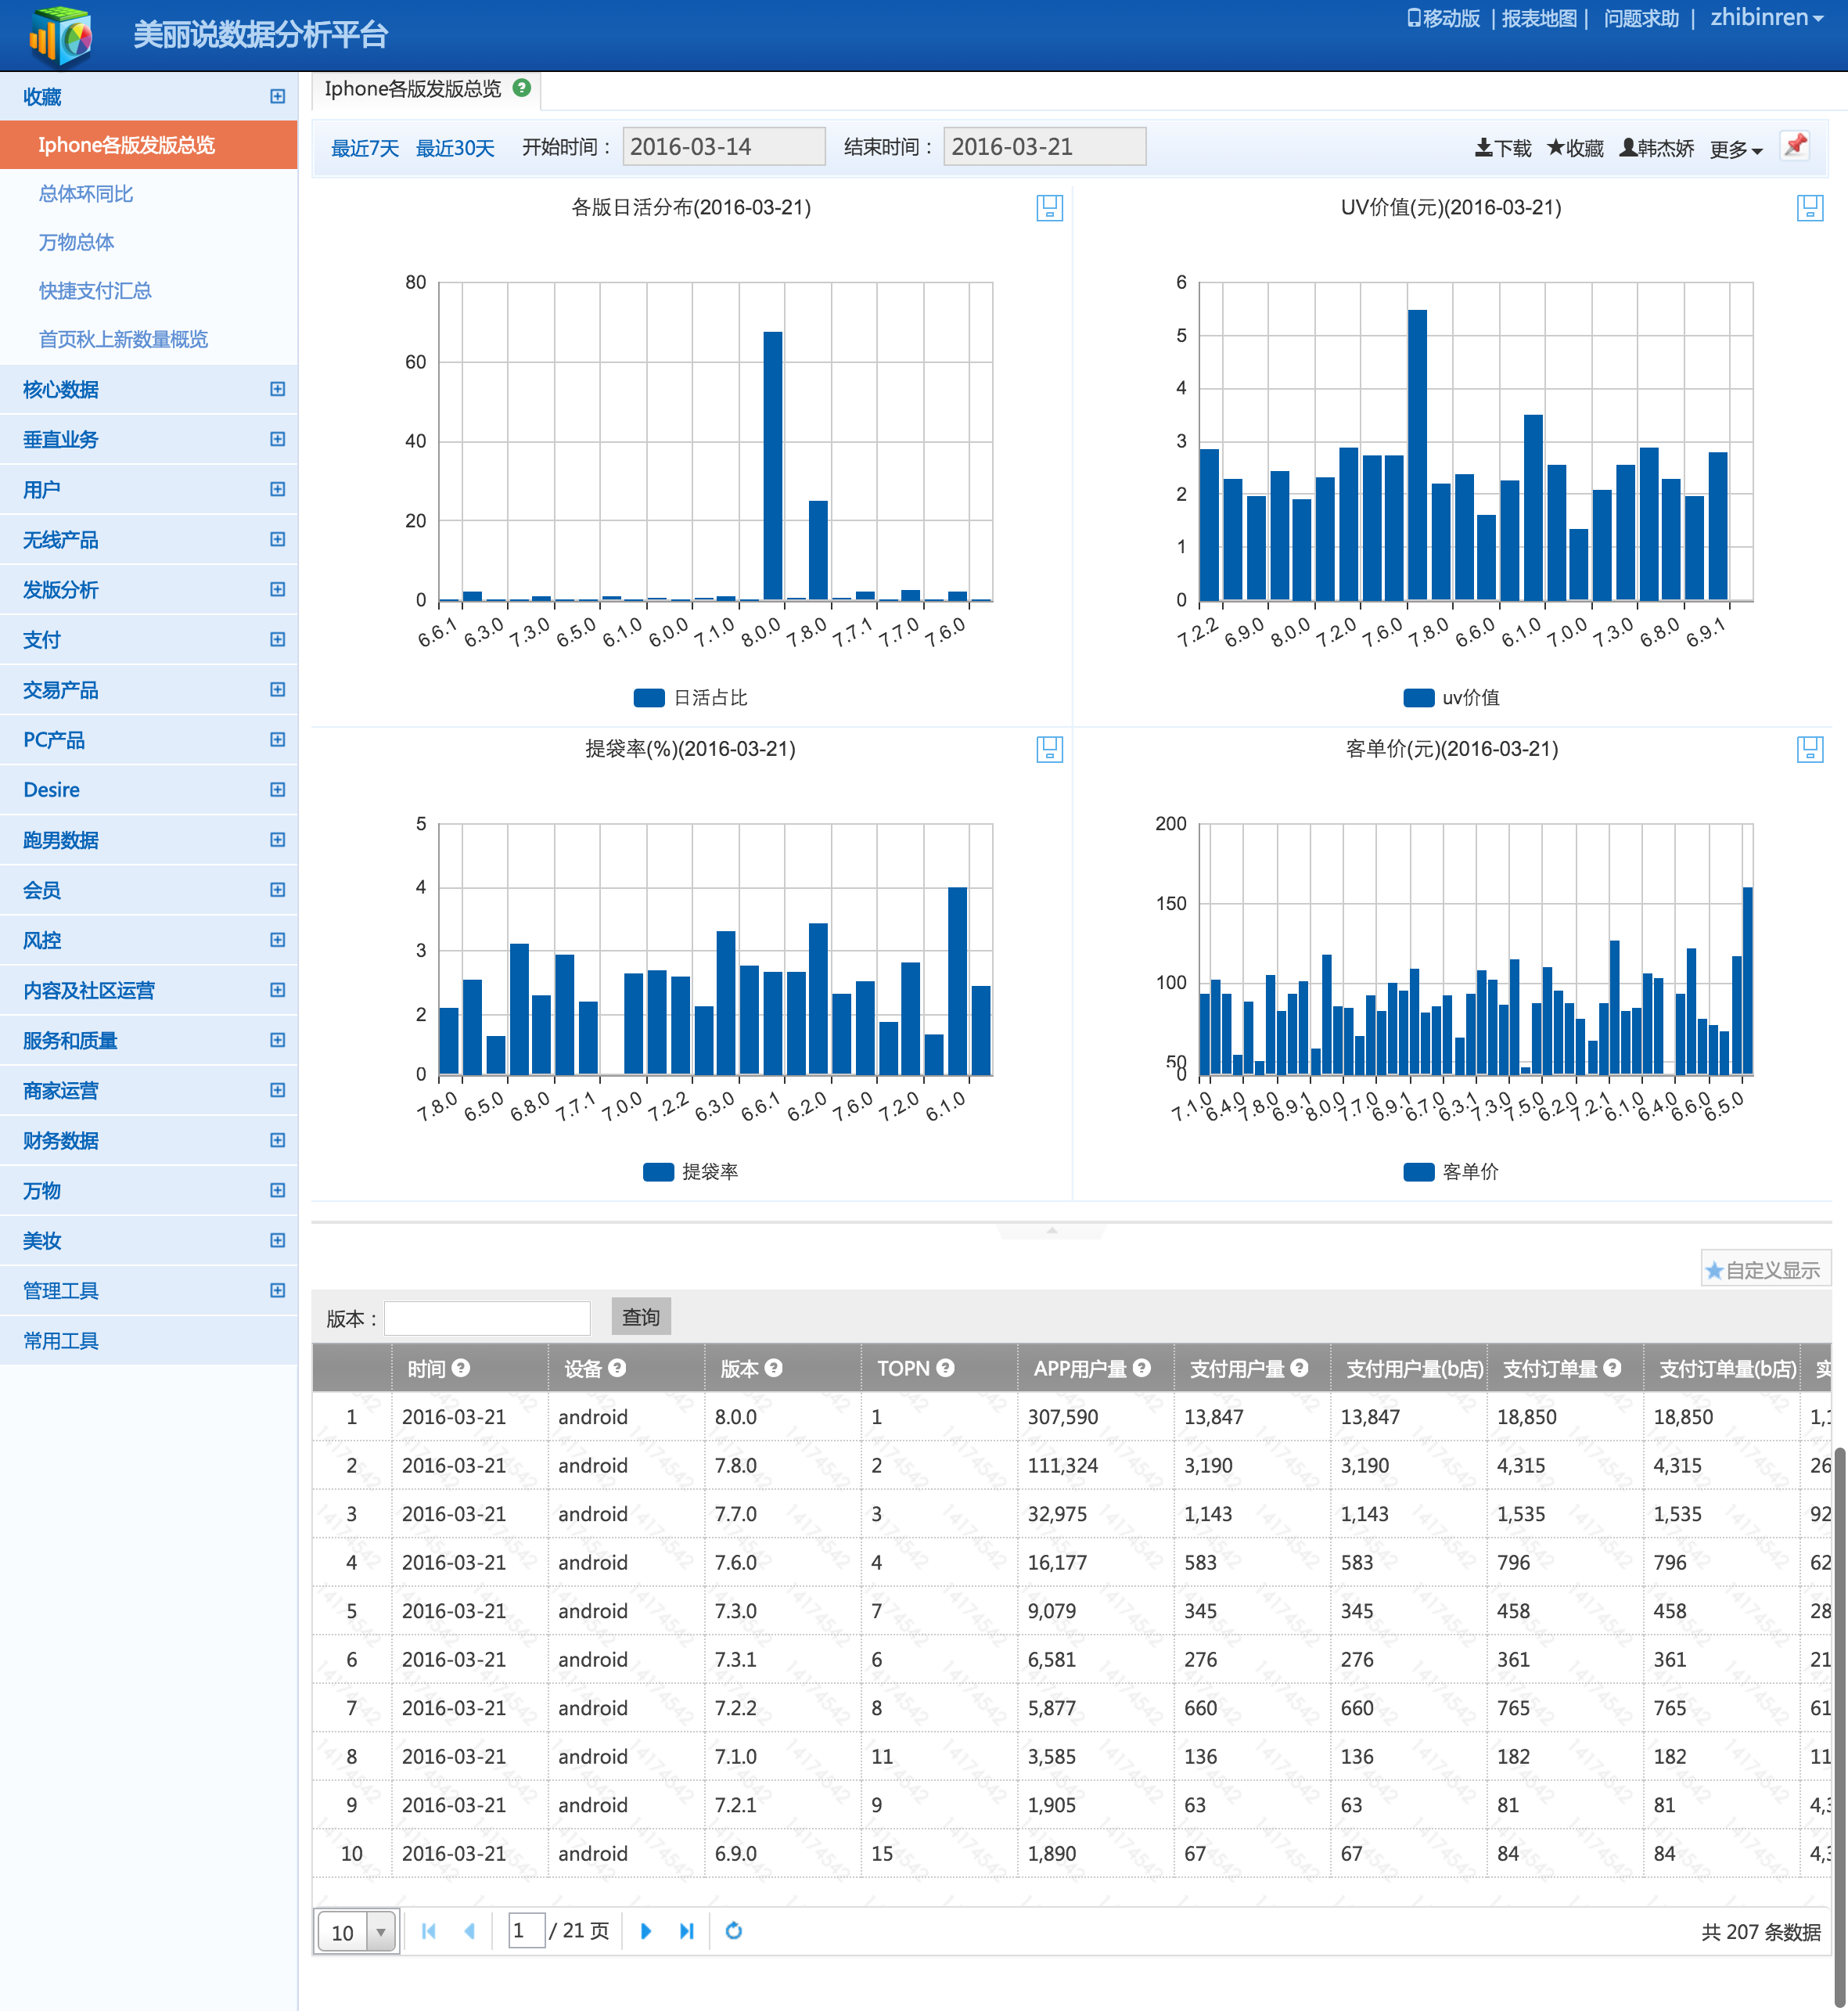 美丽说数据分析平台
移动版 | 报表地图 | 问题求助 | zhibinren
收藏
Iphone各版发版总览
总体环同比
万物总体
快捷支付汇总
首页秋上新数量概览
核心数据
垂直业务
用户
无线产品
发版分析
支付
交易产品
PC产品
Desire
跑男数据
会员
风控
内容及社区运营
服务和质量
商家运营
财务数据
万物
美妆
管理工具
常用工具
Iphone各版发版总览
最近7天 最近30天 开始时间： 2016-03-14 结束时间： 2016-03-21 下载 收藏 韩杰娇 更多
各版日活分布(2016-03-21)
80
60
40
20
0
6.6.1 6.3.0 7.3.0 6.5.0 6.1.0 6.0.0 7.1.0 8.0.0 7.8.0 7.7.1 7.7.0 7.6.0
日活占比
UV价值(元)(2016-03-21)
6
5
4
3
2
1
0
7.2.2 6.9.0 8.0.0 7.2.0 7.6.0 7.8.0 6.6.0 6.1.0 7.0.0 7.3.0 6.8.0 6.9.1
uv价值
提袋率(%)(2016-03-21)
5
4
3
2
0
7.8.0 6.5.0 6.8.0 7.7.1 7.0.0 7.2.2 6.3.0 6.6.1 6.2.0 7.6.0 7.2.0 6.1.0
提袋率
客单价(元)(2016-03-21)
200
150
100
50
0
7.1.0 6.4.0 7.8.0 6.9.1 8.0.0 7.7.0 6.9.1 6.7.0 6.3.1 7.3.0 7.5.0 6.2.0 7.2.1 6.1.0 6.4.0 6.6.0 6.5.0
客单价
自定义显示
版本： 查询
时间 设备 版本 TOPN APP用户量 支付用户量 支付用户量(b店) 支付订单量 支付订单量(b店) 实
1 2016-03-21 android 8.0.0 1 307,590 13,847 13,847 18,850 18,850 1,1
2 2016-03-21 android 7.8.0 2 111,324 3,190 3,190 4,315 4,315 26
3 2016-03-21 android 7.7.0 3 32,975 1,143 1,143 1,535 1,535 92
4 2016-03-21 android 7.6.0 4 16,177 583 583 796 796 62
5 2016-03-21 android 7.3.0 7 9,079 345 345 458 458 28
6 2016-03-21 android 7.3.1 6 6,581 276 276 361 361 21
7 2016-03-21 android 7.2.2 8 5,877 660 660 765 765 61
8 2016-03-21 android 7.1.0 11 3,585 136 136 182 182 11
9 2016-03-21 android 7.2.1 9 1,905 63 63 81 81 4,3
10 2016-03-21 android 6.9.0 15 1,890 67 67 84 84 4,3
10 1 / 21 页 共 207 条数据
14174542